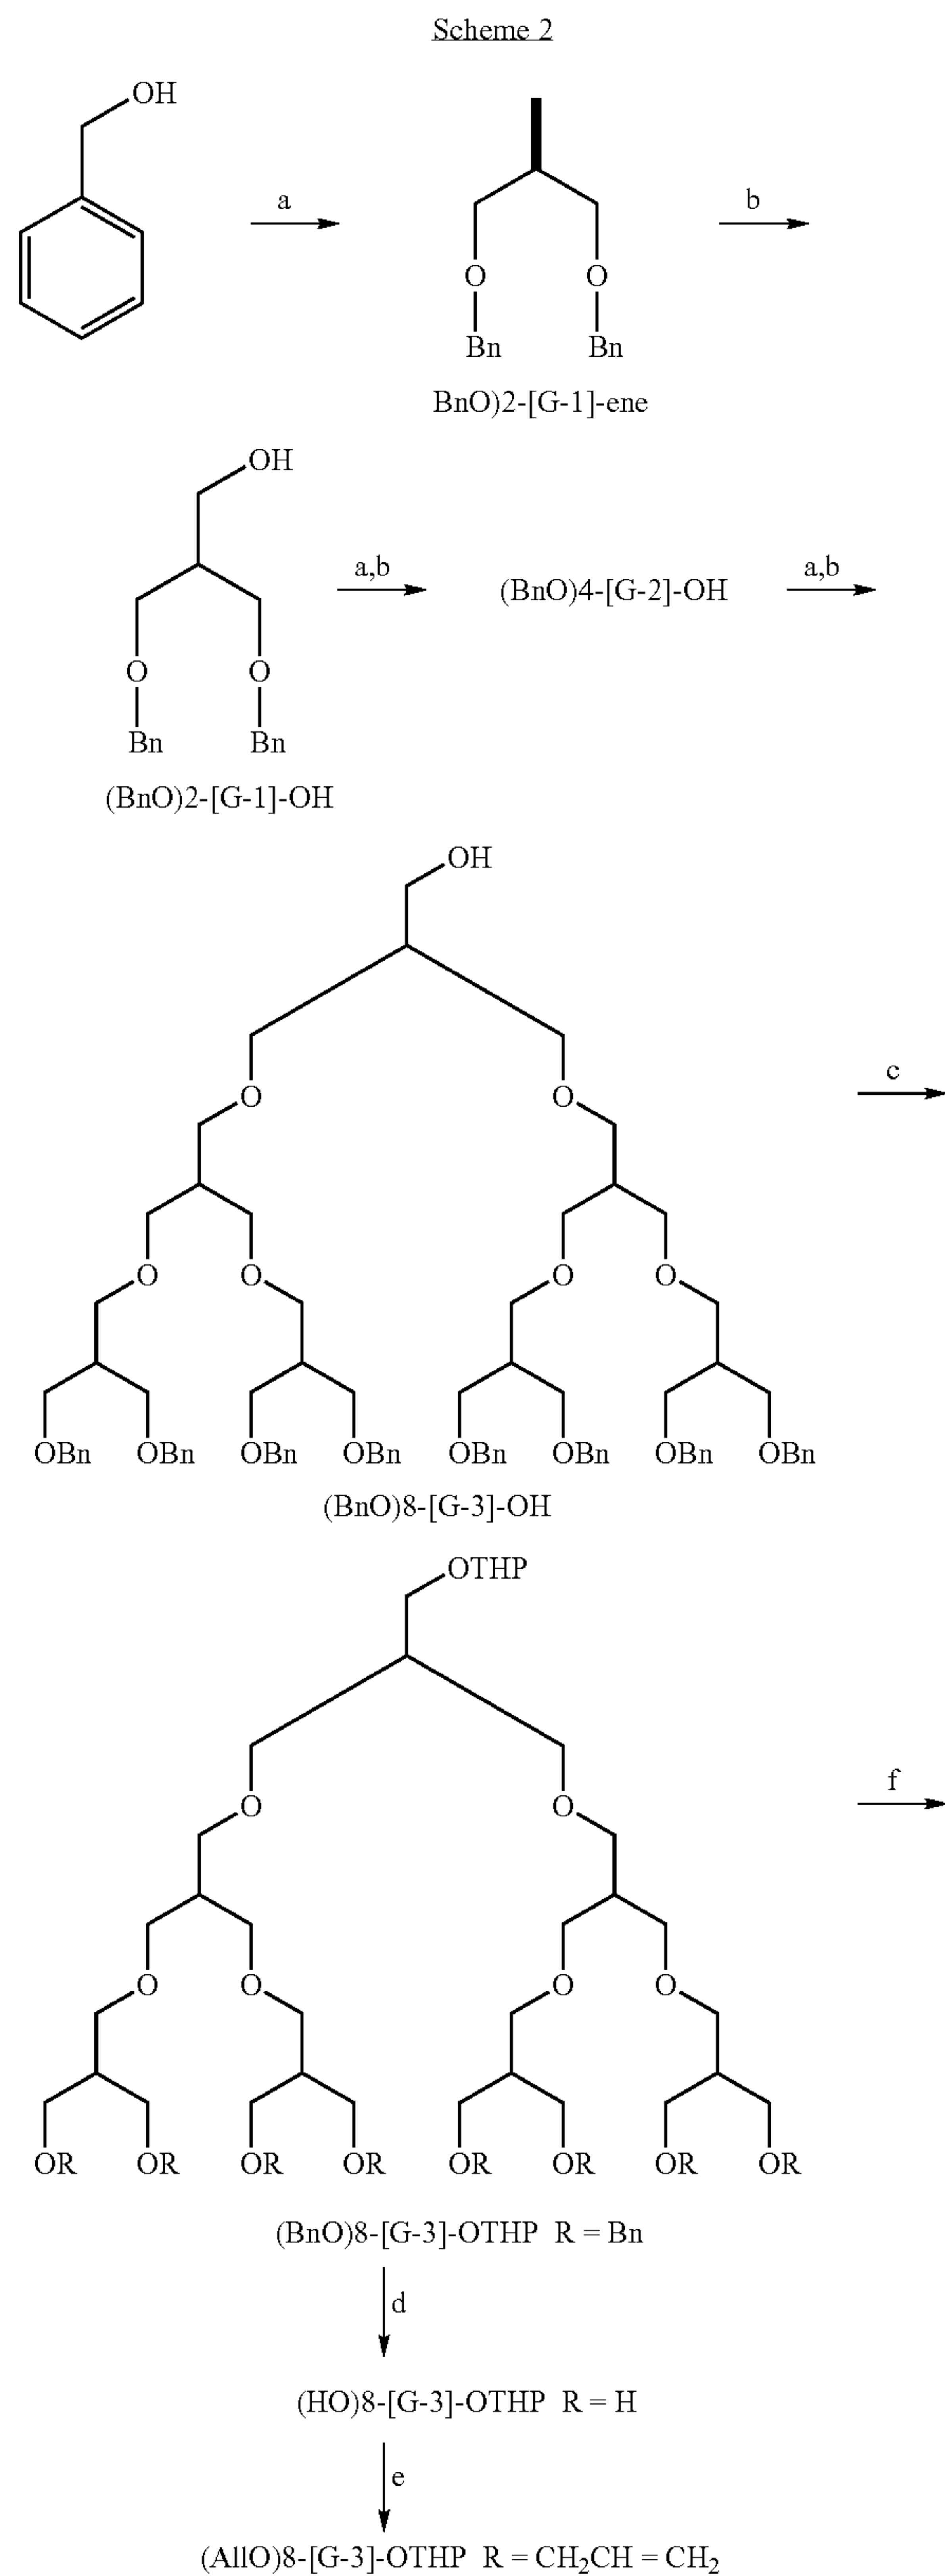 Scheme 2
OH
a
b
O O
Bn Bn
BnO)2-[G-1]-ene
OH
a,b
(BnO)4-[G-2]-OH
a,b
O O
Bn Bn
(BnO)2-[G-1]-OH
OH
c
O O
O O O O
OBn OBn OBn OBn OBn OBn OBn OBn
(BnO)8-[G-3]-OH
OTHP
f
O O
O O O O
OR OR OR OR OR OR OR OR
(BnO)8-[G-3]-OTHP R = Bn
d
(HO)8-[G-3]-OTHP R = H
e
(AllO)8-[G-3]-OTHP R = CH₂CH = CH₂